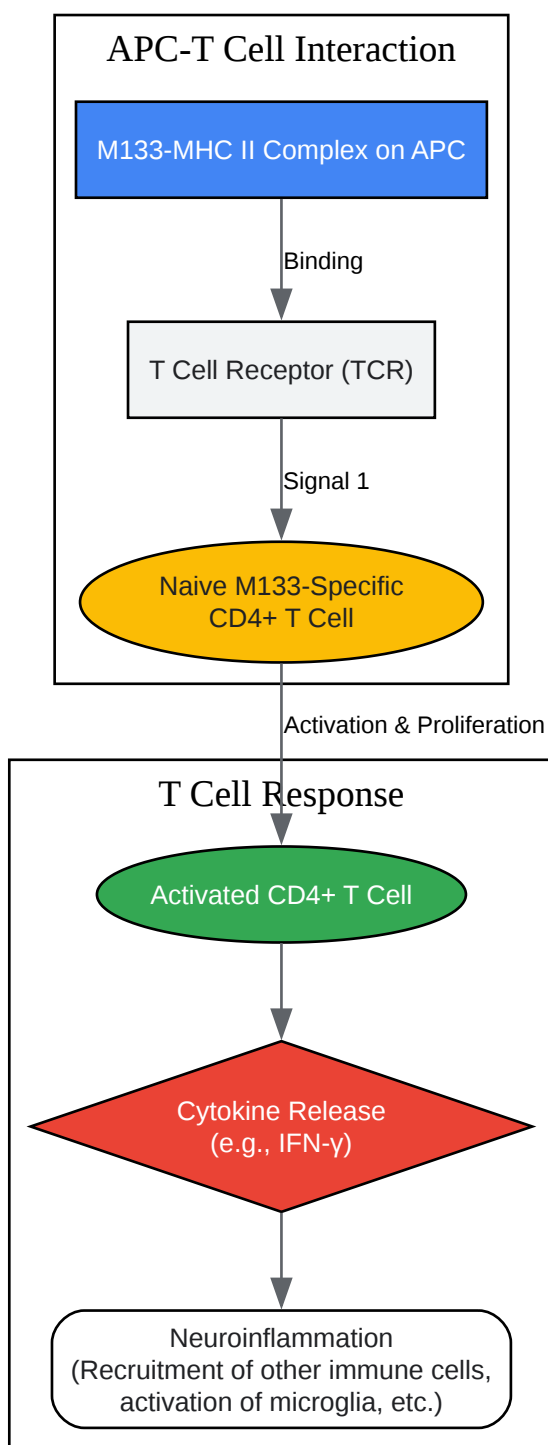 APC-T Cell Interaction
M133-MHC II Complex on APC
Binding
T Cell Receptor (TCR)
Signal 1
Naive M133-Specific
CD4+ T Cell
Activation & Proliferation
T Cell Response
Activated CD4+ T Cell
Cytokine Release
(e.g., IFN-γ)
Neuroinflammation
(Recruitment of other immune cells,
activation of microglia, etc.)